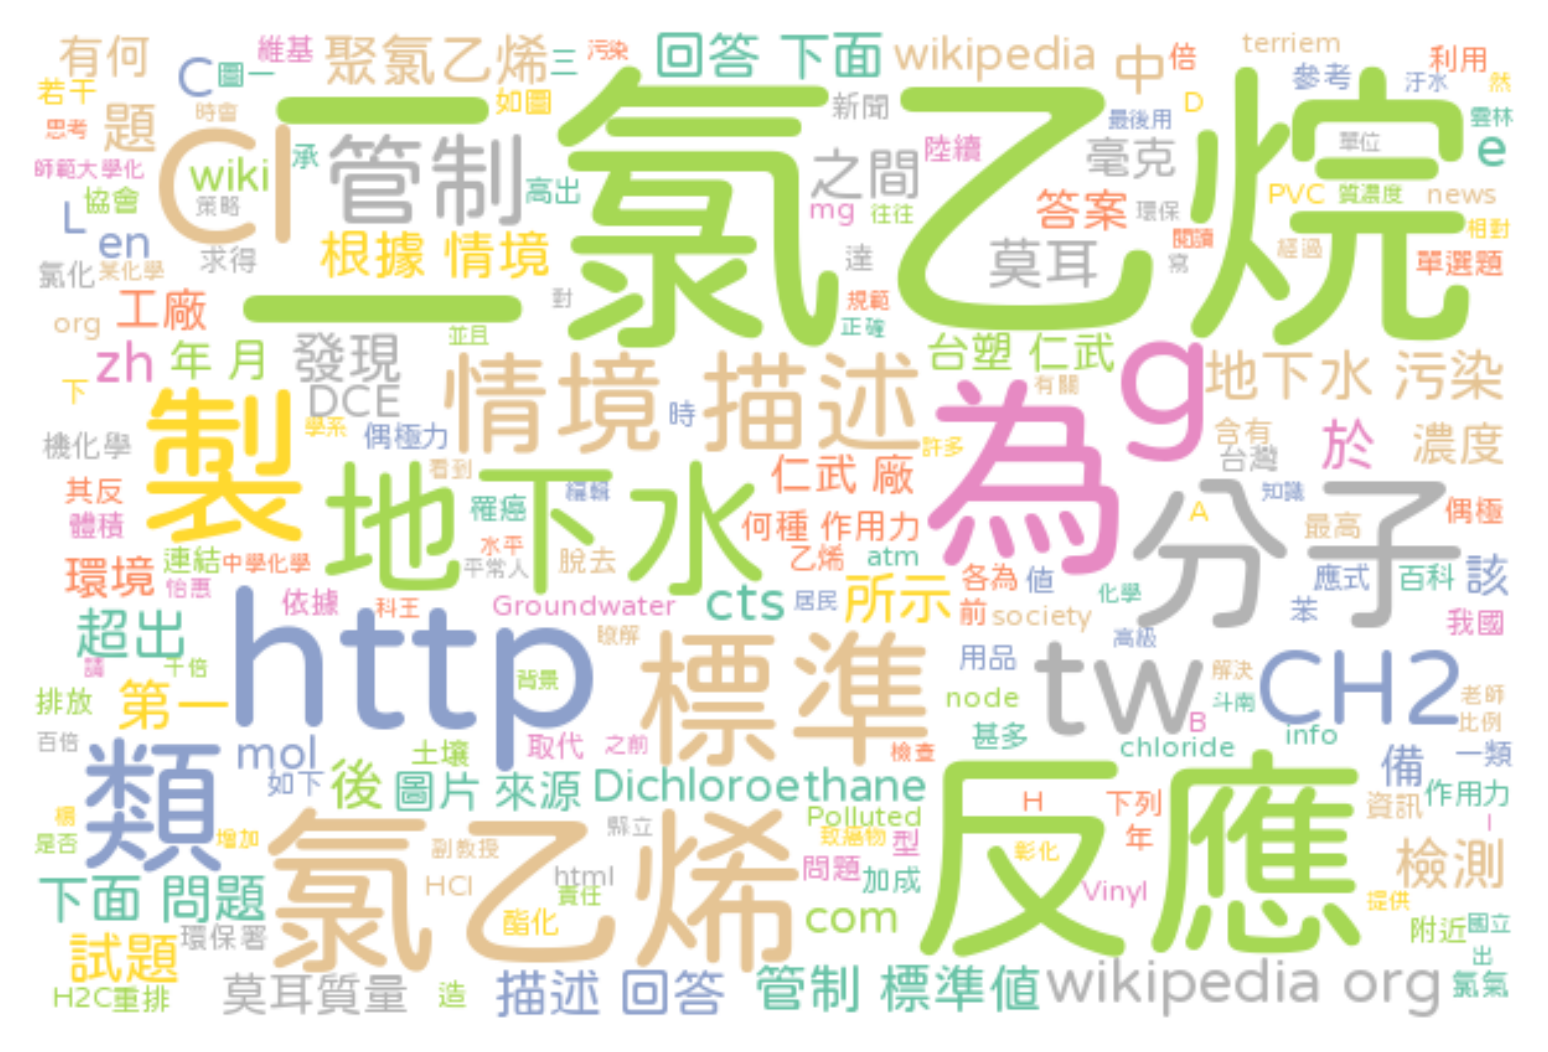 有何 C 圖一 維基 聚氯乙烯 三 污染 回答 下面 wikipedia 中 倍 terriem 利用
若干 時會 如圖 新聞 D 最後用 參考 汙水 然
思考 題 Cl 二氯乙烷 雲林
師範大學化 wiki 承 管制 之間 陸續 毫克 單位 e
協會 策略 高出 mg 往往 答案 環保 PVC 質濃度 news
L en 求得 根據 情境 達 莫耳 閱讀 寫 經過 相對
氯化 某化學 對 規範 單選題
org 工廠 並且 正確
zh 年 月 發現 台塑 仁武 g 地下水 污染
下 DCE 情境 描述 有關
機化學 製 學系 偶極力 時 許多 為 含有 台灣 於 濃度
其反 看到 編輯 仁武 廠 知識
體積 地下水 罹癌 何種 作用力 分子 A 最高 偶極
環境 連結 中學化學 水平 平常人 脫去 乙烯 atm
怡惠 依據 科王 Groundwater cts 居民 所示 各為 值 化學 應式 百科 該
超出 http 前 society 苯 我國
請 千倍 背景 標準 用品 tw 高級 解決 CH2
排放 第一 node B 斗南 老師 比例
百倍 類 mol 土壤 取代 之前 檢查 甚多 chloride info 備 一類
如下 後 圖片 來源 Dichloroethane 反應 H 下列 資訊 作用力
是否 增加 氯乙烯 副教授 縣立 Polluted 致癌物 型 彰化 年 I
下面 問題 HCl html 責任 問題 加成 Vinyl 檢測
試題 環保署 酯化 com 提供 附近 國立
H2C重排 莫耳質量 造 描述 回答 管制 標準值 wikipedia org 出 氯氣